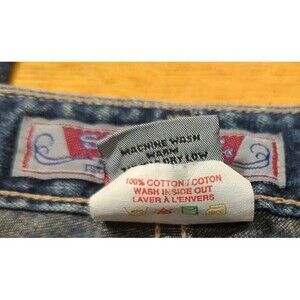 MACHINE WASH
WARM
DRY LOW
100% COTTON / COTON
WASH INSIDE OUT
LAVER À L'ENVERS